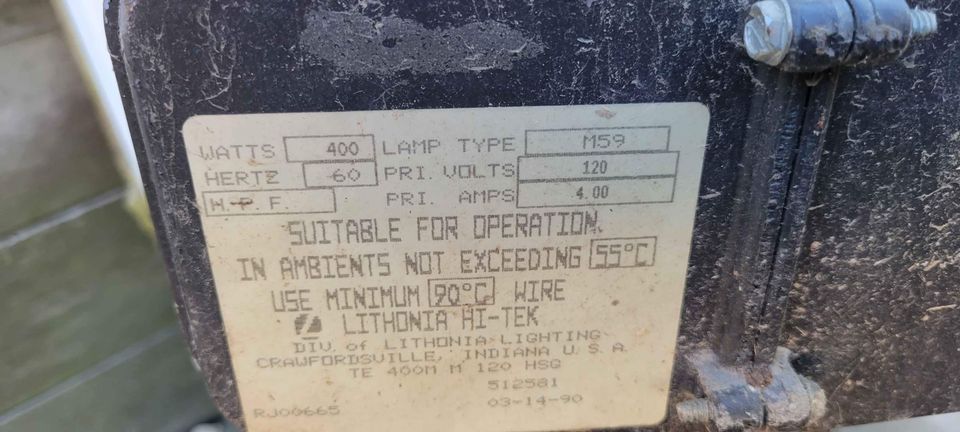 WATTS 400 LAMP TYPE M59
HERTZ 60 PRI. VOLTS 120
H.P.F. PRI. AMPS 4.00
SUITABLE FOR OPERATION
IN AMBIENTS NOT EXCEEDING 55°C
USE MINIMUM 90°C WIRE
LITHONIA HI-TEK
DIV. of LITHONIA LIGHTING
CRAWFORDSVILLE, INDIANA U.S.A.
TE 400M M 120 HSG
512581
RJ00665 03-14-90